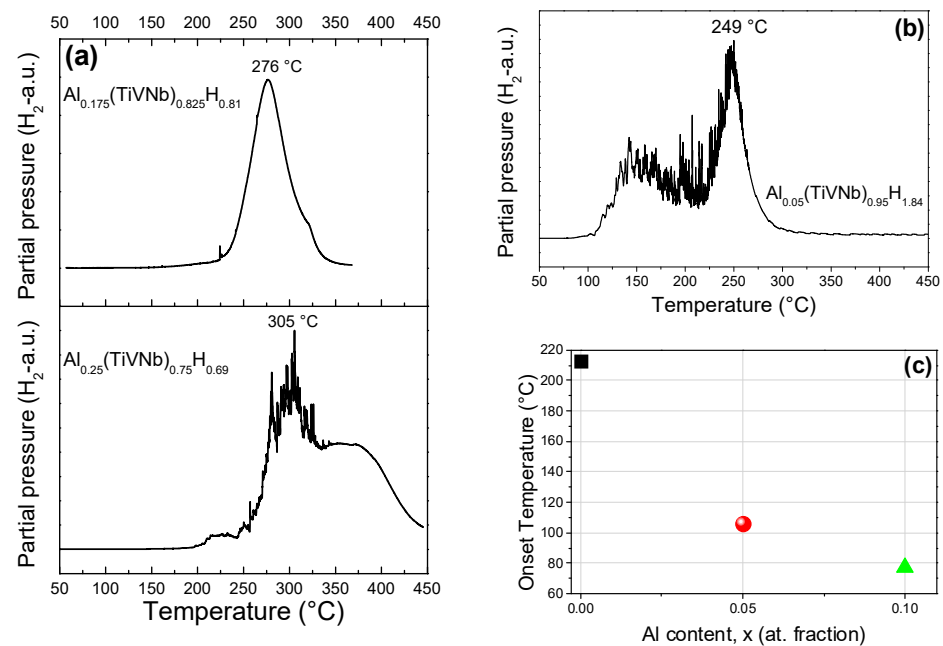 50 100 150 200 250 300 350 400 450
(a)
276 °C
Al0.175(TiVNb)0.825H0.81
Partial pressure (H2-a.u.)
305 °C
Al0.25(TiVNb)0.75H0.69
Partial pressure (H2-a.u.)
50 100 150 200 250 300 350 400 450
Temperature (°C)
249 °C
(b)
Al0.05(TiVNb)0.95H1.84
Partial pressure (H2-a.u.)
50 100 150 200 250 300 350 400 450
Temperature (°C)
(c)
220
200
180
160
140
120
100
80
60
Onset Temperature (°C)
0.00 0.05 0.10
Al content, x (at. fraction)